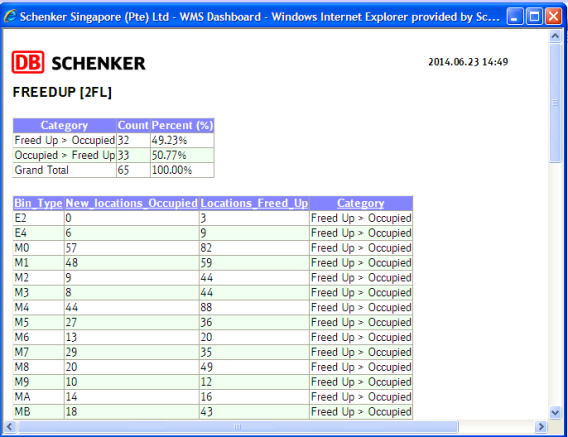 Schenker Singapore (Pte) Ltd - WMS Dashboard - Windows Internet Explorer provided by Sc...
DB SCHENKER
2014.06.23 14:49
FREEDUP [2FL]
Category Count Percent (%)
Freed Up > Occupied 32 49.23%
Occupied > Freed Up 33 50.77%
Grand Total 65 100.00%
Bin_Type New_locations_Occupied Locations_Freed_Up Category
E2 0 3 Freed Up > Occupied
E4 6 9 Freed Up > Occupied
M0 57 82 Freed Up > Occupied
M1 48 59 Freed Up > Occupied
M2 9 44 Freed Up > Occupied
M3 8 44 Freed Up > Occupied
M4 44 88 Freed Up > Occupied
M5 27 36 Freed Up > Occupied
M6 13 20 Freed Up > Occupied
M7 29 35 Freed Up > Occupied
M8 20 49 Freed Up > Occupied
M9 10 12 Freed Up > Occupied
MA 14 16 Freed Up > Occupied
MB 18 43 Freed Up > Occupied